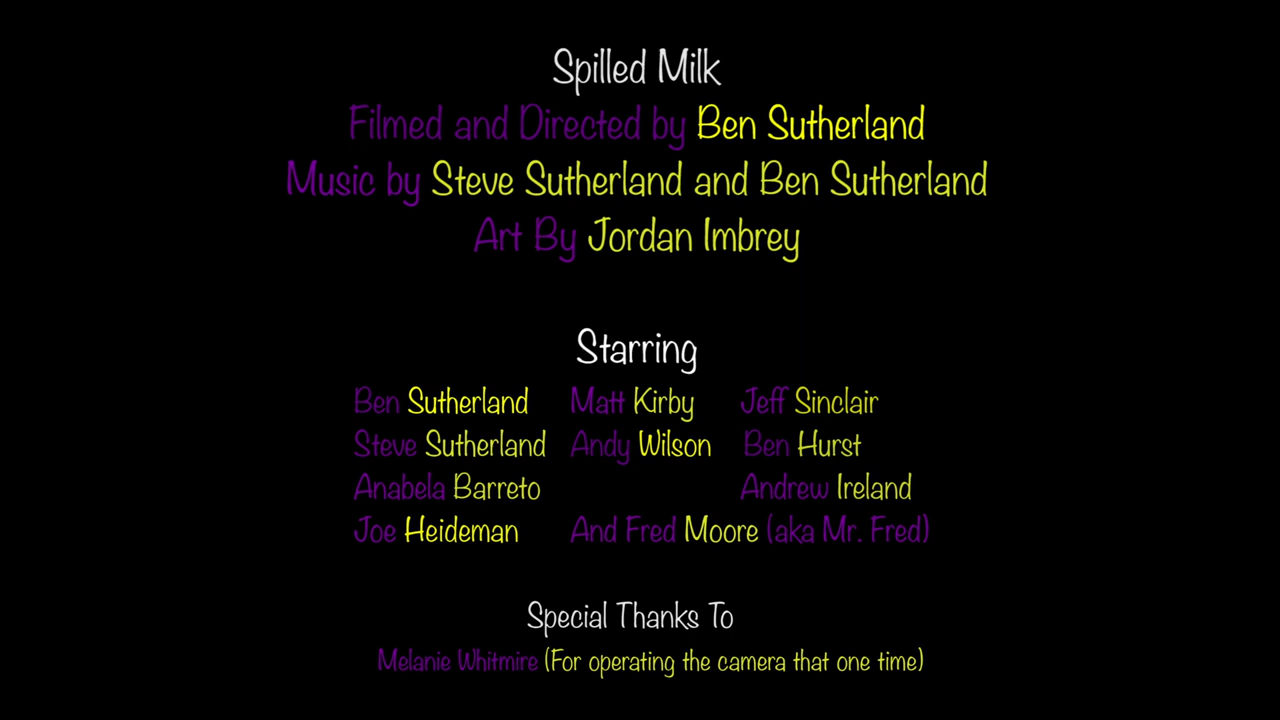 Spilled Milk
Filmed and Directed by Ben Sutherland
Music by Steve Sutherland and Ben Sutherland
Art By Jordan Imbrey
Starring
Ben Sutherland Matt Kirby Jeff Sinclair
Steve Sutherland Andy Wilson Ben Hurst
Anabela Barreto Andrew Ireland
Joe Heideman And Fred Moore (aka Mr. Fred)
Special Thanks To
Melanie Whitmire (For operating the camera that one time)